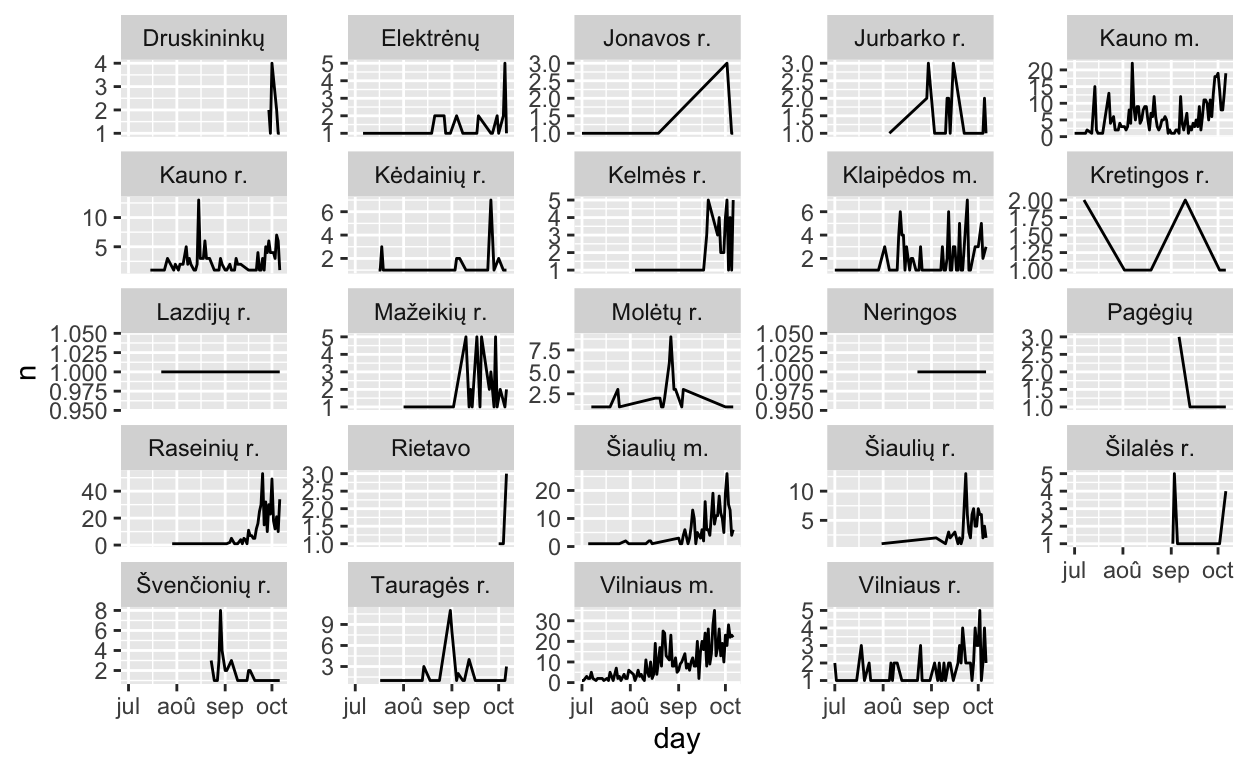 Druskininkų Elektrėnų Jonavos r. Jurbarko r. Kauno m.
4 3 2 1
5 4 3 2 1
3.0 2.5 2.0 1.5 1.0
3.0 2.5 2.0 1.5 1.0
20 15 10 5 0
Kauno r. Kėdainių r. Kelmės r. Klaipėdos m. Kretingos r.
10 5
6 4 2
5 4 3 2 1
6 4 2
2.00 1.75 1.50 1.25 1.00
Lazdijų r. Mažeikių r. Molėtų r. Neringos Pagėgių
1.050 1.025 1.000 0.975 0.950
5 4 3 2 1
7.5 5.0 2.5
1.050 1.025 1.000 0.975 0.950
3.0 2.5 2.0 1.5 1.0
n
Raseinių r. Rietavo Šiaulių m. Šiaulių r. Šilalės r.
40 20 0
3.0 2.5 2.0 1.5 1.0
20 10 0
10 5
5 4 3 2 1
jul aoû sep oct
Švenčionių r. Tauragės r. Vilniaus m. Vilniaus r.
8 6 4 2
9 6 3
30 20 10 0
5 4 3 2 1
jul aoû sep oct jul aoû sep oct jul aoû sep oct jul aoû sep oct
day